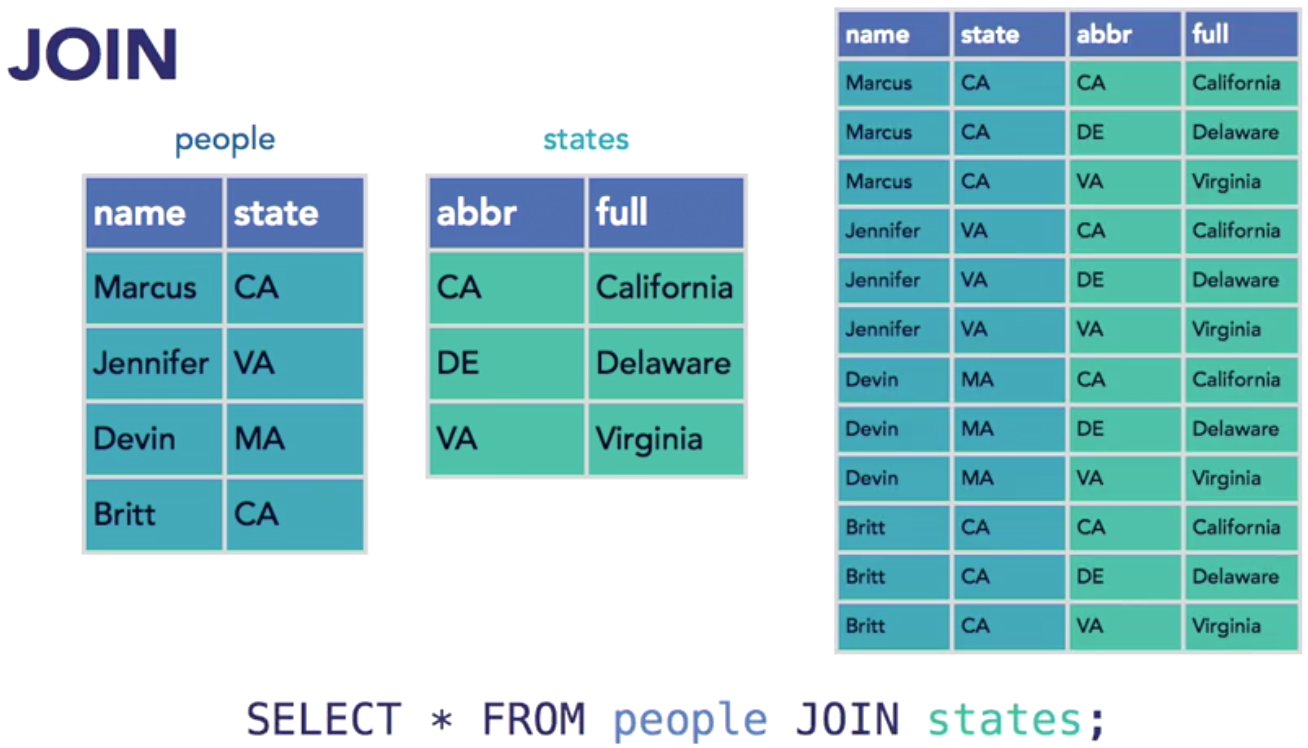 JOIN
people
name state
Marcus CA
Jennifer VA
Devin MA
Britt CA
states
abbr full
CA California
DE Delaware
VA Virginia
name state abbr full
Marcus CA CA California
Marcus CA DE Delaware
Marcus CA VA Virginia
Jennifer VA CA California
Jennifer VA DE Delaware
Jennifer VA VA Virginia
Devin MA CA California
Devin MA DE Delaware
Devin MA VA Virginia
Britt CA CA California
Britt CA DE Delaware
Britt CA VA Virginia
SELECT * FROM people JOIN states;